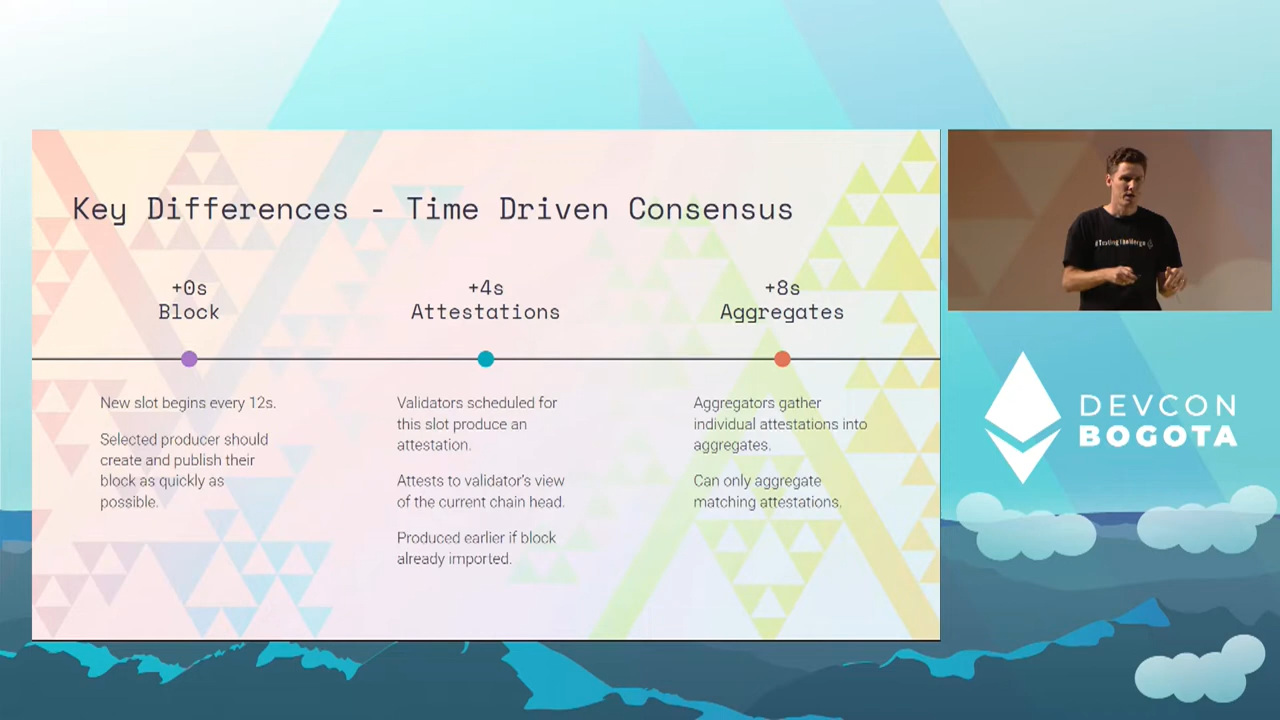 Key Differences - Time Driven Consensus
+0s
Block
New slot begins every 12s.
Selected producer should
create and publish their
block as quickly as
possible.
+4s
Attestations
Validators scheduled for
this slot produce an
attestation.
Attests to validator's view
of the current chain head.
Produced earlier if block
already imported.
+8s
Aggregates
Aggregators gather
individual attestations into
aggregates.
Can only aggregate
matching attestations.
#TestingTheMerge
DEVCON
BOGOTA